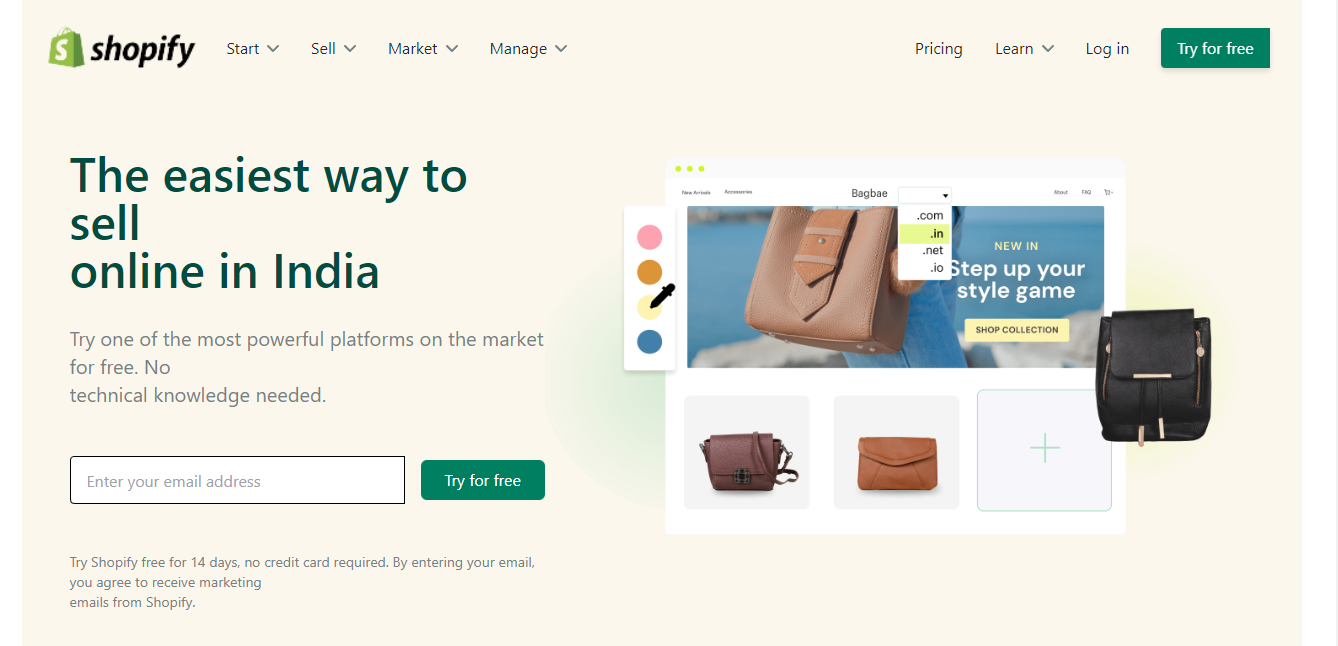 shopify
Start
Sell
Market
Manage
Pricing
Learn
Log in
Try for free
The easiest way to
sell
online in India
Try one of the most powerful platforms on the market
for free. No
technical knowledge needed.
Enter your email address
Try for free
Try Shopify free for 14 days, no credit card required. By entering your email,
you agree to receive marketing
emails from Shopify.
New Arrivals
Accessories
Bagbae
About
FAQ
.com
.in
.net
.io
NEW IN
Step up your
style game
SHOP COLLECTION